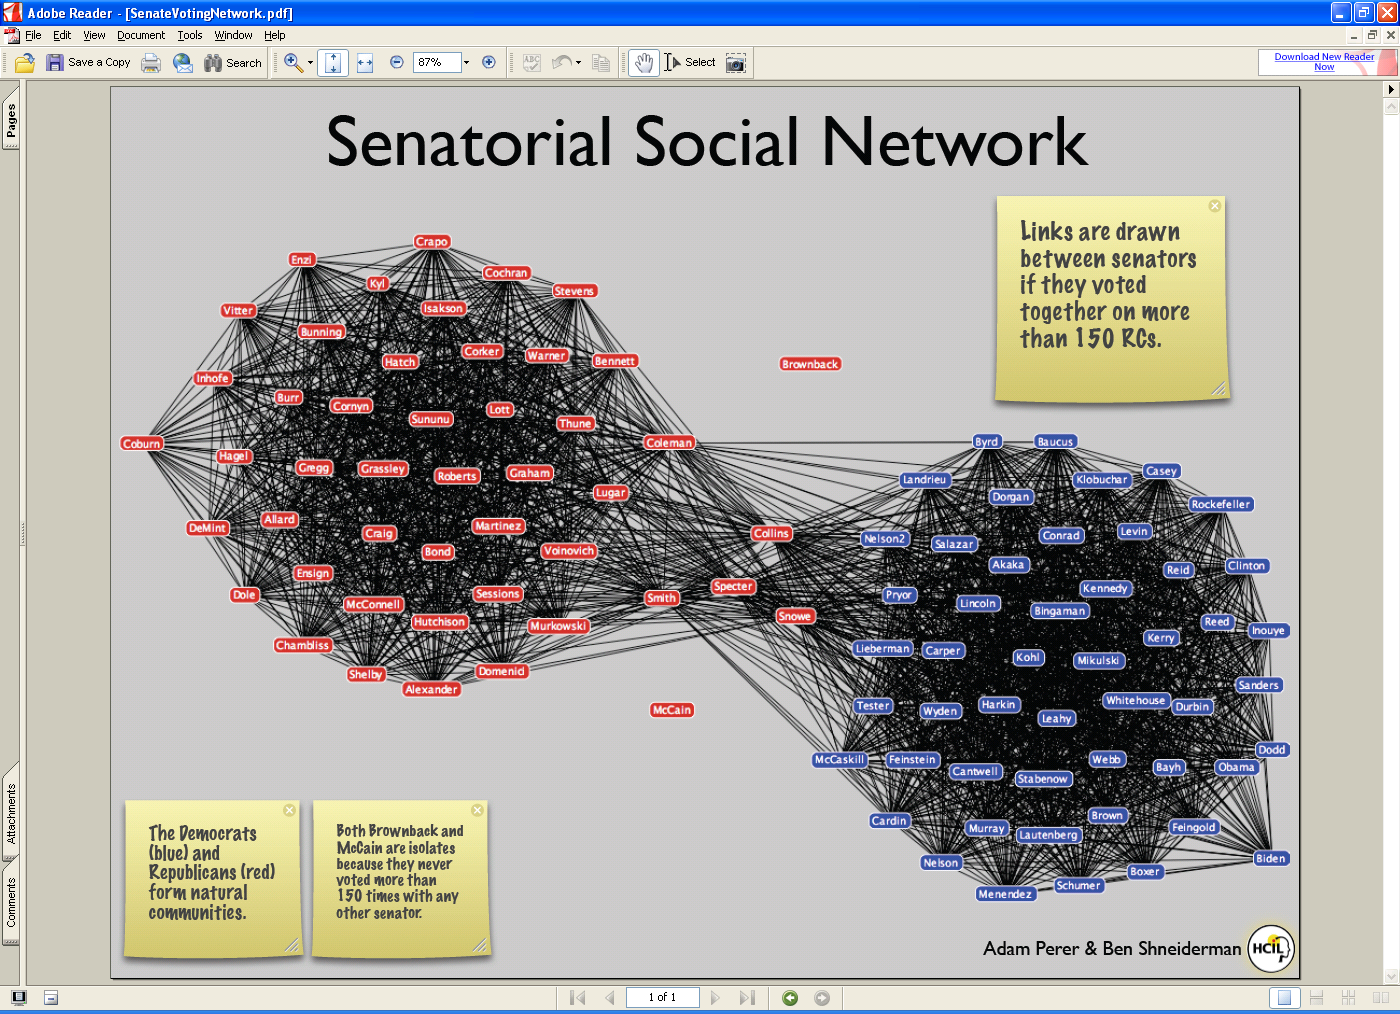 Adobe Reader - [SenateVotingNetwork.pdf]
File Edit View Document Tools Window Help
Save a Copy Search 87% Select
Download New Reader Now
Pages
Attachments
Comments
Senatorial Social Network
Links are drawn
between senators
if they voted
together on more
than 150 RCs.
Crapo
Enzi
Cochran
Kyl
Stevens
Vitter
Isakson
Bunning
Corker
Warner
Hatch
Bennett
Brownback
Inhofe
Burr
Cornyn
Lott
Sununu
Thune
Coburn
Coleman
Byrd
Baucus
Hagel
Gregg
Grassley
Roberts
Graham
Casey
Landrieu
Klobuchar
Lugar
Dorgan
Rockefeller
Allard
DeMint
Martinez
Craig
Collins
Levin
Conrad
Nelson2
Salazar
Bond
Voinovich
Akaka
Clinton
Reid
Ensign
Specter
Kennedy
Dole
Sessions
Smith
Pryor
McConnell
Lincoln
Bingaman
Snowe
Hutchison
Murkowski
Reed
Inouye
Kerry
Chambliss
Lieberman
Carper
Kohl
Mikulski
Shelby
Domenici
Sanders
Alexander
Whitehouse
McCain
Tester
Wyden
Harkin
Durbin
Leahy
Dodd
McCaskill
Feinstein
Webb
Cantwell
Bayh
Obama
Stabenow
Cardin
Brown
Murray
Lautenberg
Feingold
Nelson
Biden
Boxer
Schumer
Menendez
The Democrats
(blue) and
Republicans (red)
form natural
communities.
Both Brownback and
McCain are isolates
because they never
voted more than
150 times with any
other senator.
Adam Perer & Ben Shneiderman
HCIL
1 of 1